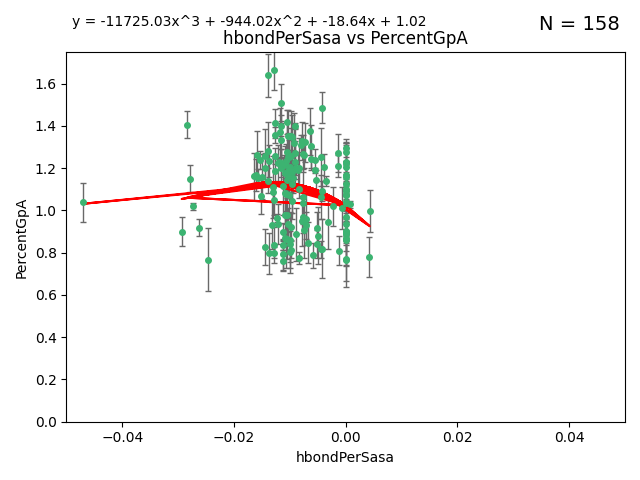 y = -11725.03x^3 + -944.02x^2 + -18.64x + 1.02
N = 158
hbondPerSasa vs PercentGpA
PercentGpA
1.6
1.4
1.2
1.0
0.8
0.6
0.4
0.2
0.0
−0.04 −0.02 0.00 0.02 0.04
hbondPerSasa